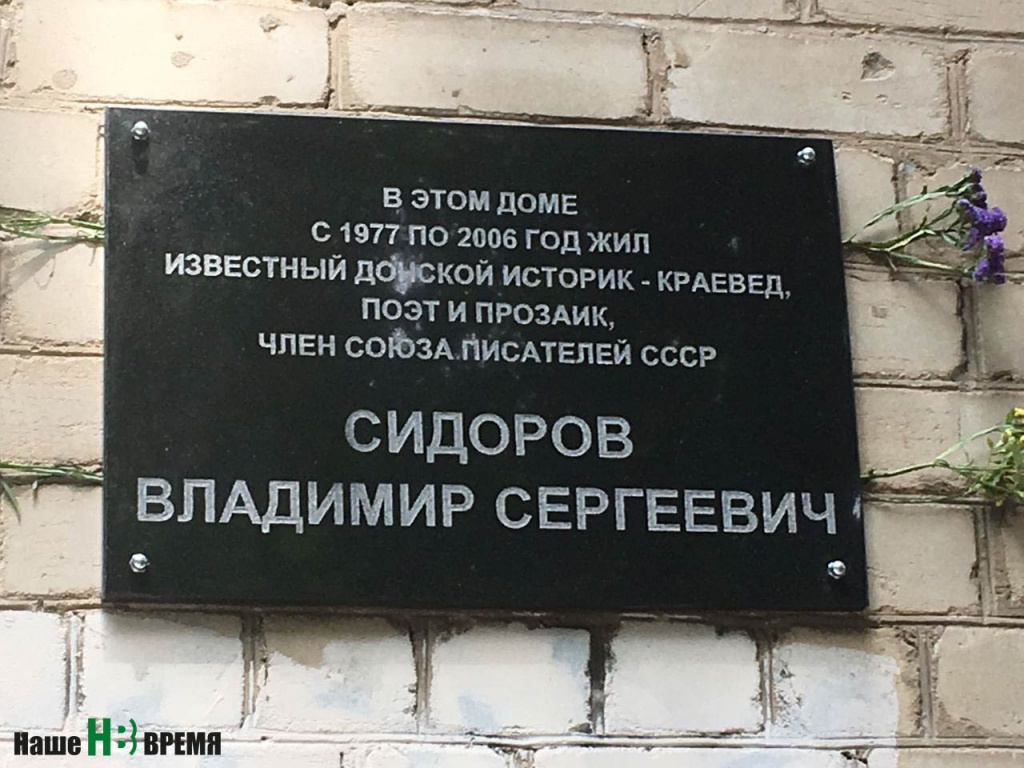 В ЭТОМ ДОМЕ
С 1977 ПО 2006 ГОД ЖИЛ
ИЗВЕСТНЫЙ ДОНСКОЙ ИСТОРИК - КРАЕВЕД,
ПОЭТ И ПРОЗАИК,
ЧЛЕН СОЮЗА ПИСАТЕЛЕЙ СССР
СИДОРОВ
ВЛАДИМИР СЕРГЕЕВИЧ
Наше НВ ВРЕМЯ